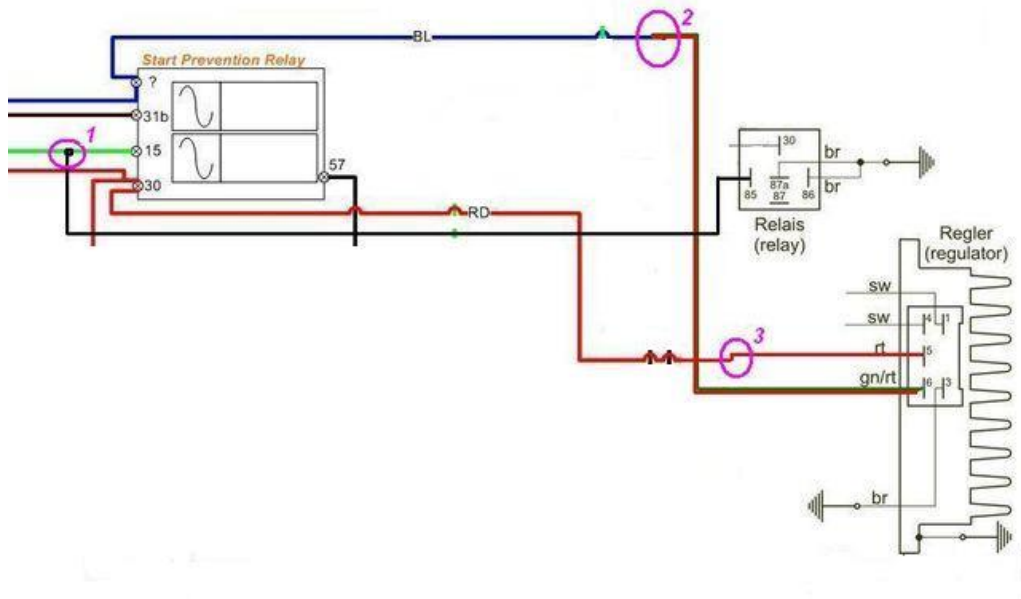 2
BL
Start Prevention Relay
?
31b
1
15
57
30
RD
30
br
br
85
87a
87
86
Relais
(relay)
Regler
(regulator)
sw
4
1
sw
3
rt
5
gn/rt
6
3
br